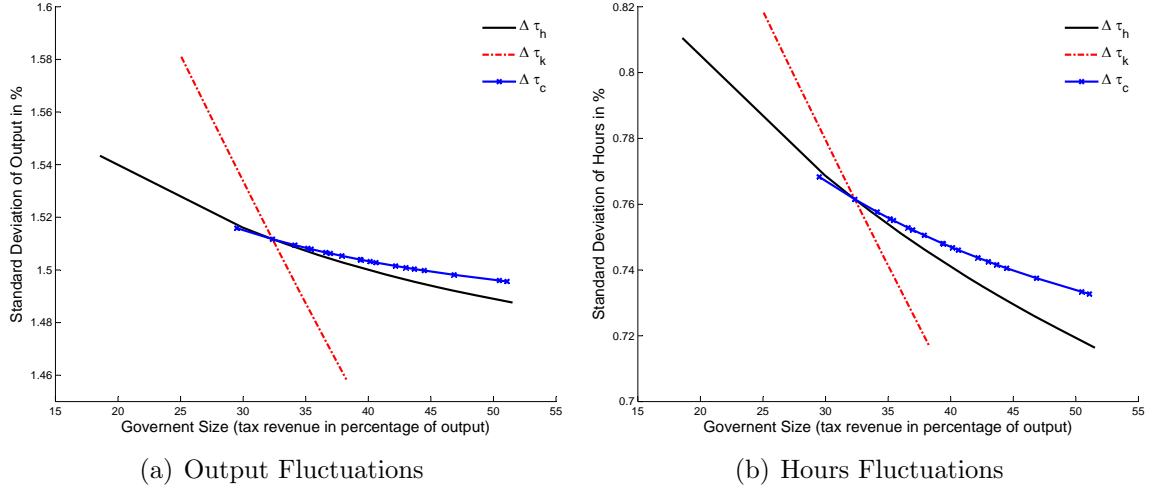 1.6
1.58
1.56
1.54
1.52
1.5
1.48
1.46
Standard Deviation of Output in %
Δ τh
Δ τk
Δ τc
15 20 25 30 35 40 45 50 55
Governent Size (tax revenue in percentage of output)
(a) Output Fluctuations
0.82
0.8
0.78
0.76
0.74
0.72
0.7
Standard Deviation of Hours in %
Δ τh
Δ τk
Δ τc
15 20 25 30 35 40 45 50 55
Governent Size (tax revenue in percentage of output)
(b) Hours Fluctuations